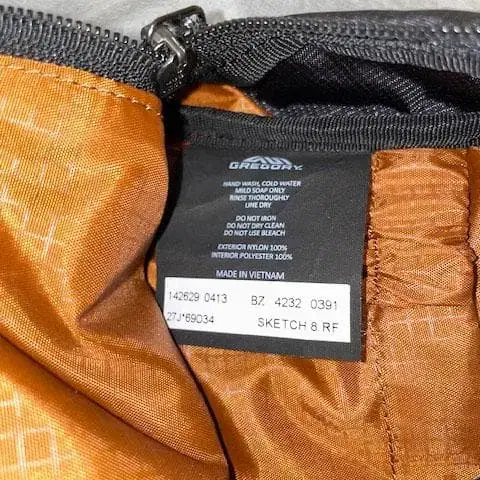 GREGORY
HAND WASH, COLD WATER
MILD SOAP ONLY
RINSE THOROUGHLY
LINE DRY
DO NOT IRON
DO NOT DRY CLEAN
DO NOT USE BLEACH
EXTERIOR NYLON 100%
INTERIOR POLYESTER 100%
MADE IN VIETNAM
142629 0413 BZ 4232 0391
27J*69034 SKETCH 8 RF